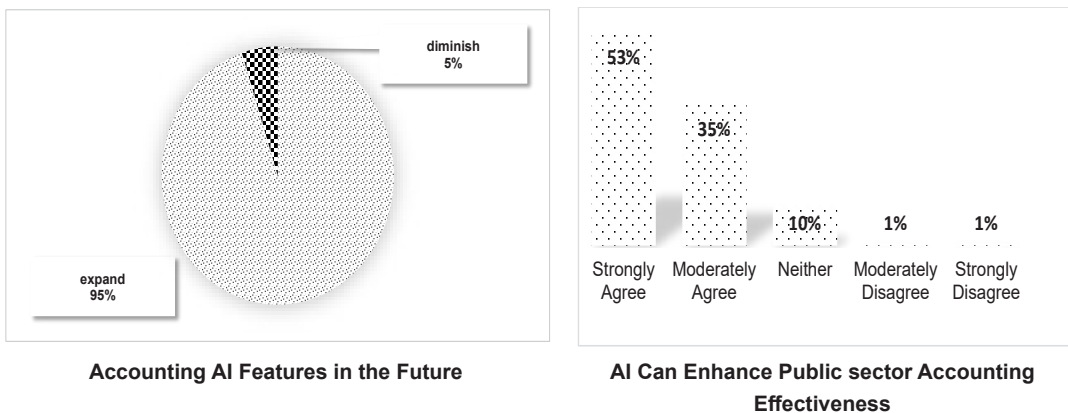 diminish
5%
expand
95%
Accounting AI Features in the Future
53%
35%
10%
1%
1%
Strongly Agree
Moderately Agree
Neither
Moderately Disagree
Strongly Disagree
AI Can Enhance Public sector Accounting
Effectiveness